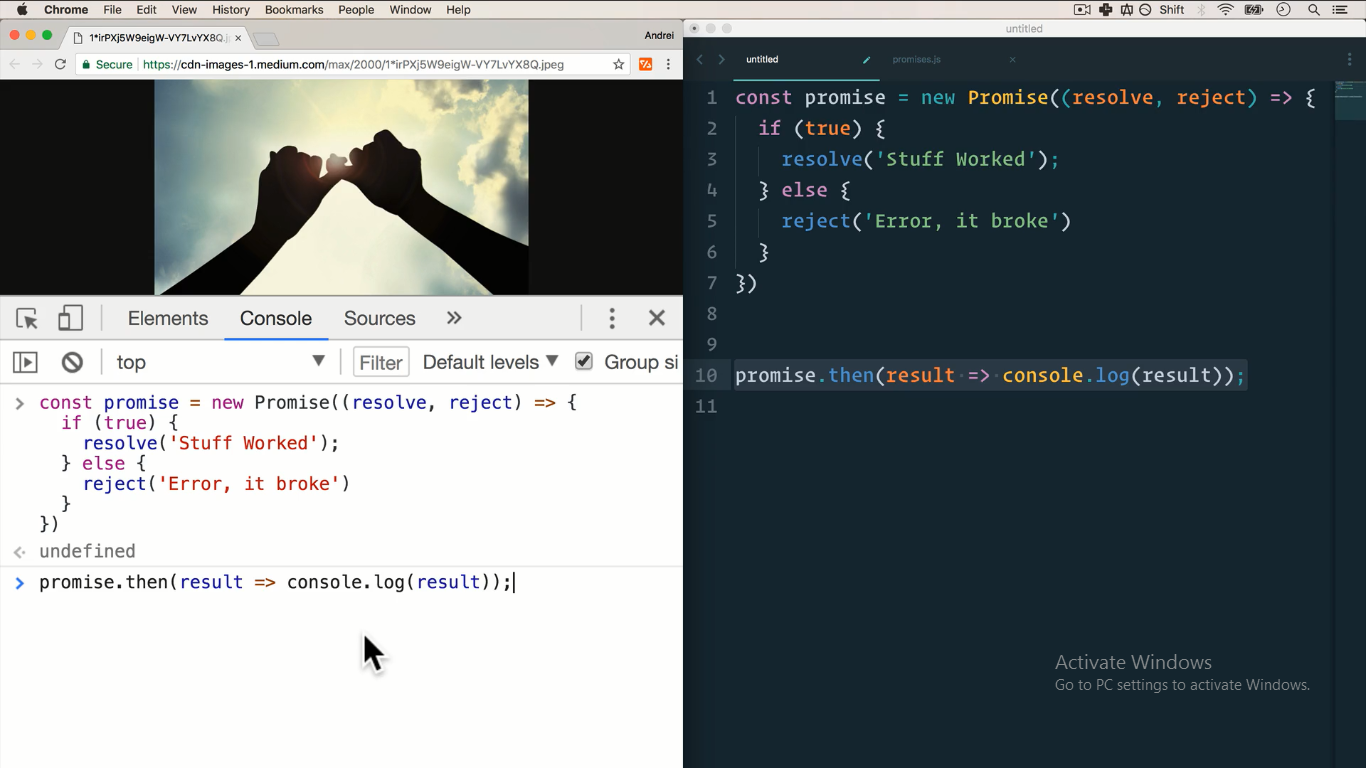 Chrome File Edit View History Bookmarks People Window Help Shift
1*irPXj5W9eigW-VY7LvYX8Q.j
Andrei
Secure https://cdn-images-1.medium.com/max/2000/1*irPXj5W9eigW-VY7LvYX8Q.jpeg
Elements Console Sources
top Filter Default levels Group si
const promise = new Promise((resolve, reject) => {
if (true) {
resolve('Stuff Worked');
} else {
reject('Error, it broke')
}
})
undefined
promise.then(result => console.log(result));
untitled
untitled promises.js
1 const promise = new Promise((resolve, reject) => {
2 if (true) {
3 resolve('Stuff Worked');
4 } else {
5 reject('Error, it broke')
6 }
7 })
8
9
10 promise.then(result => console.log(result));
11
Activate Windows
Go to PC settings to activate Windows.